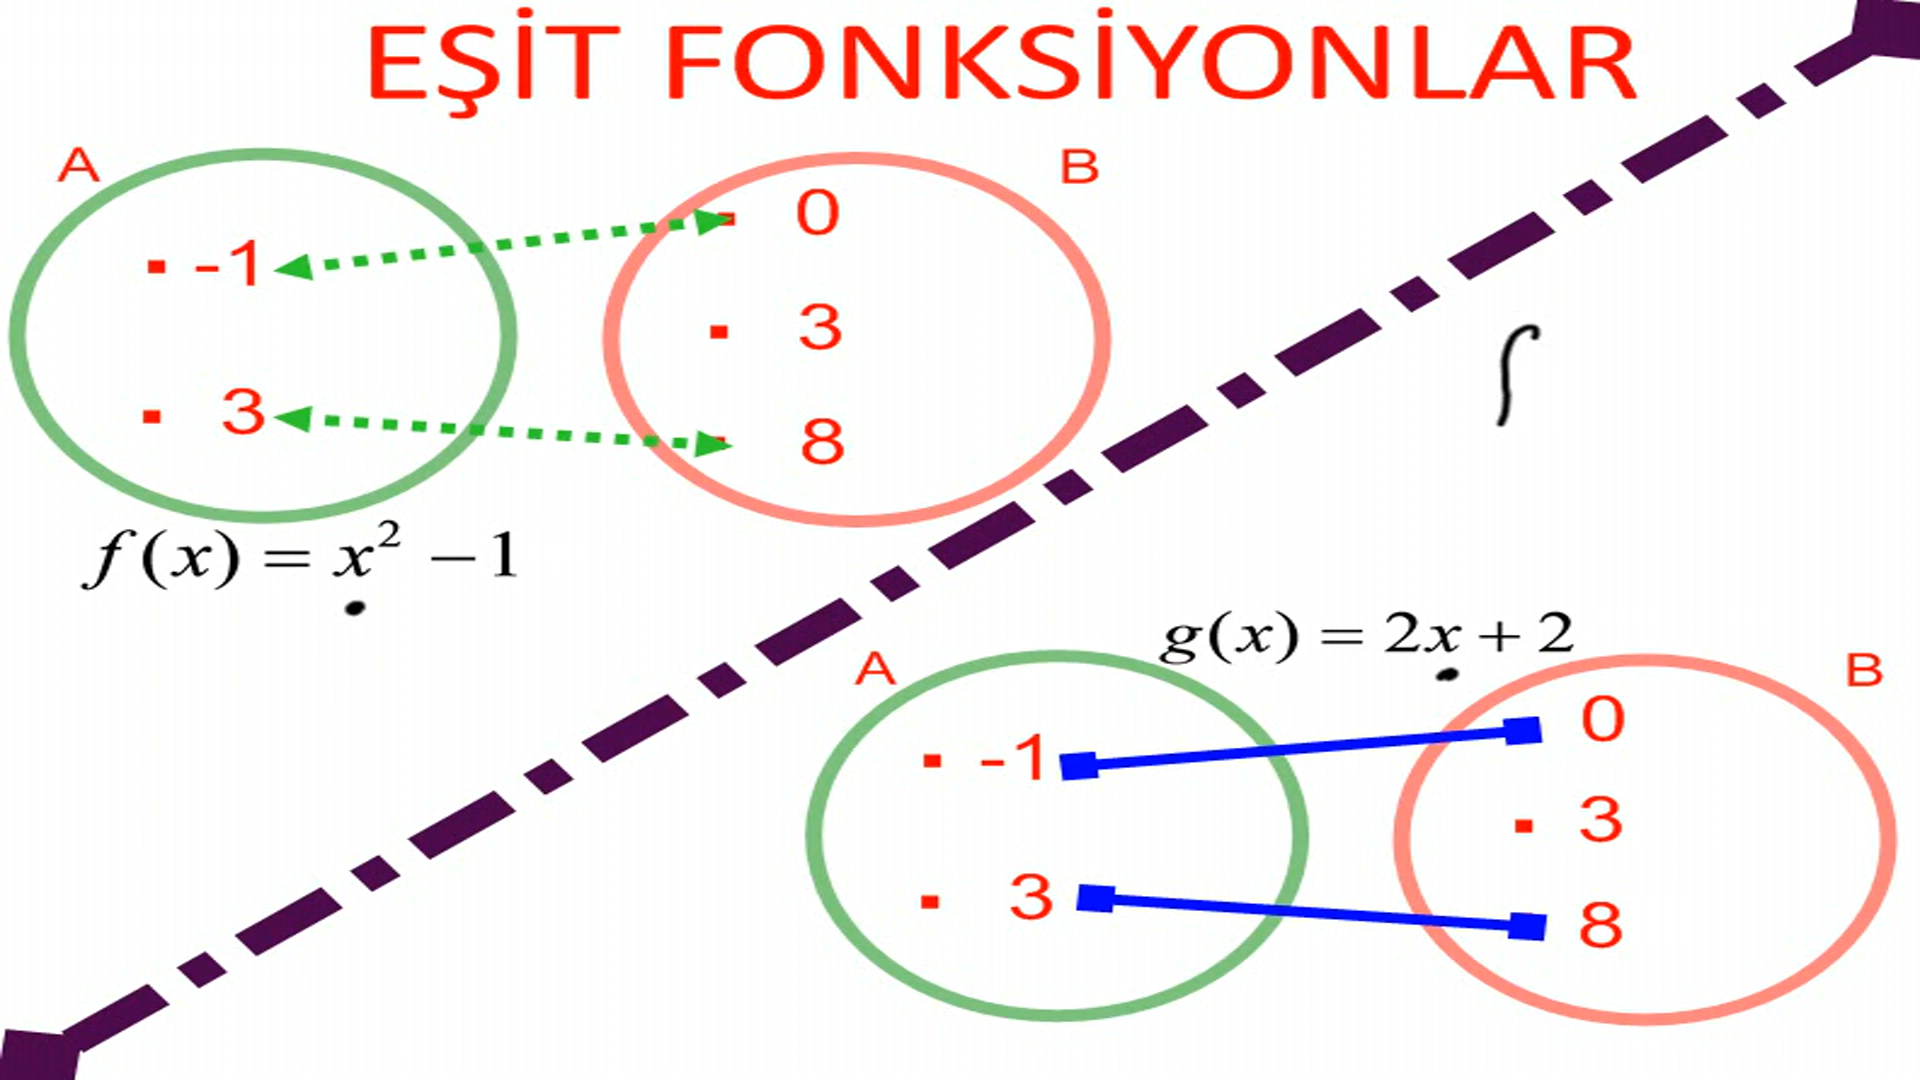 EŞİT FONKSİYONLAR
A
B
-1
0
3
3
8
f(x) = x² − 1
g(x) = 2x + 2
A
B
-1
0
3
3
8